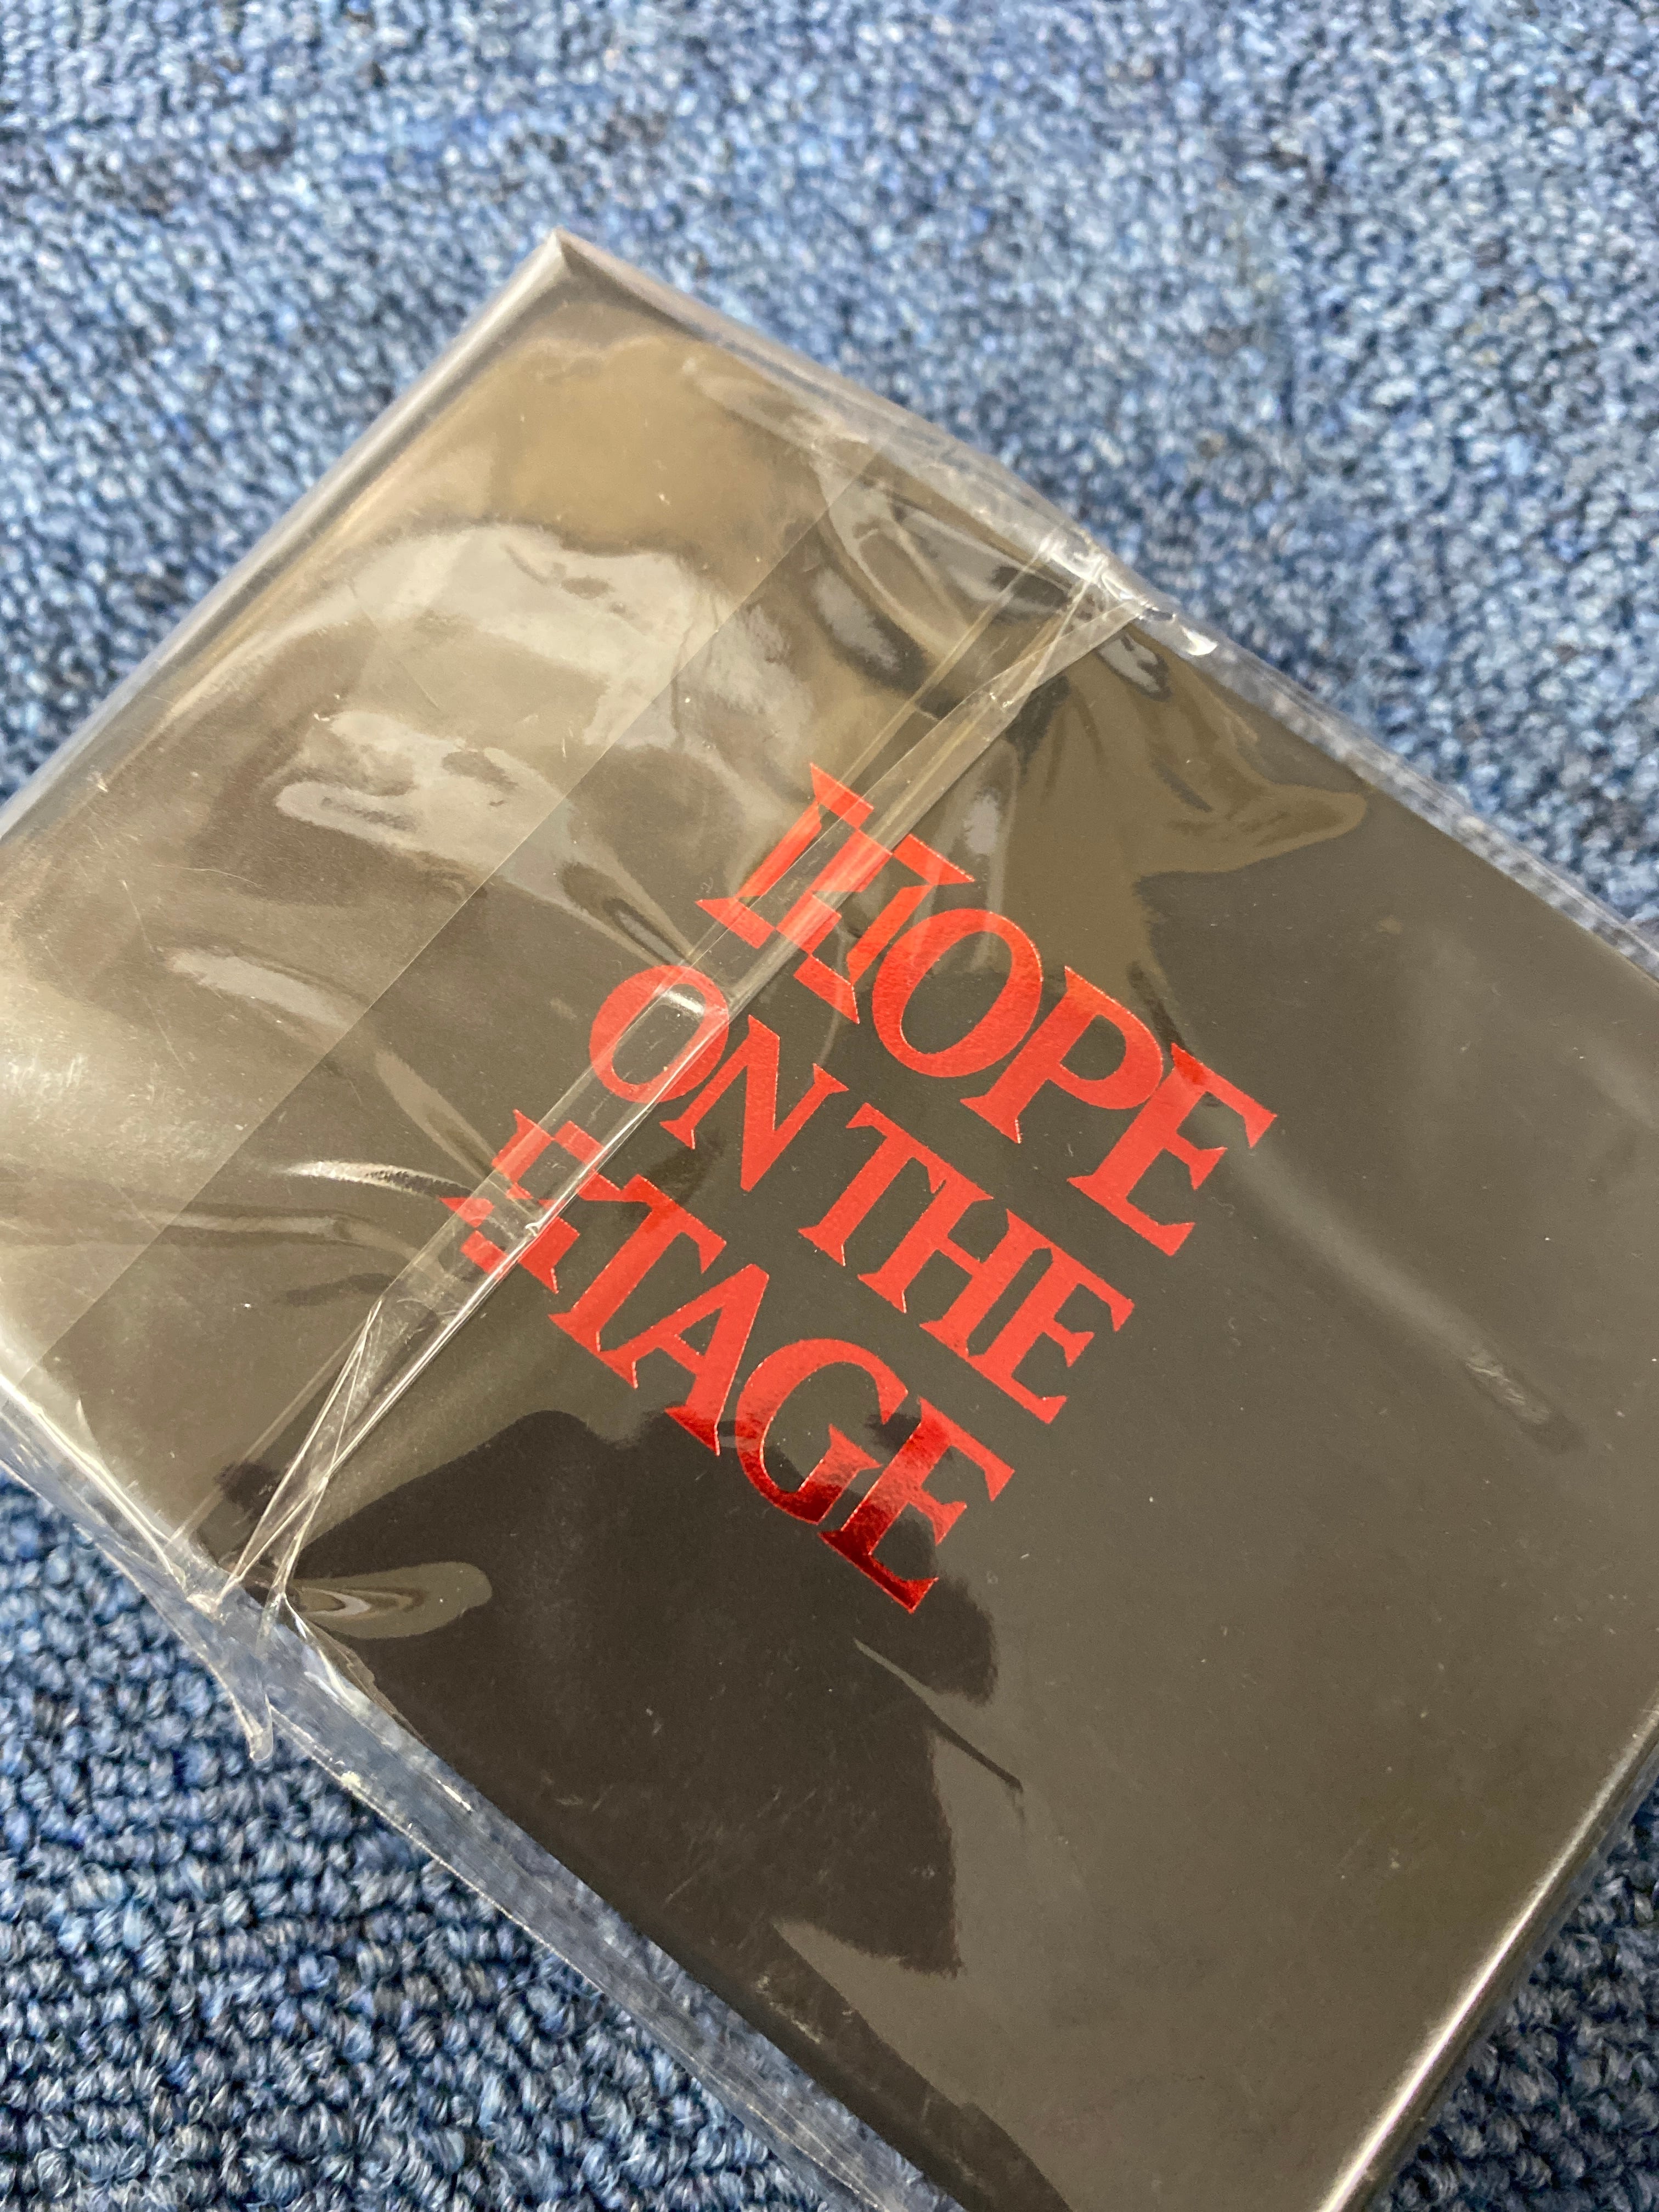 HOPE
ON THE
STAGE